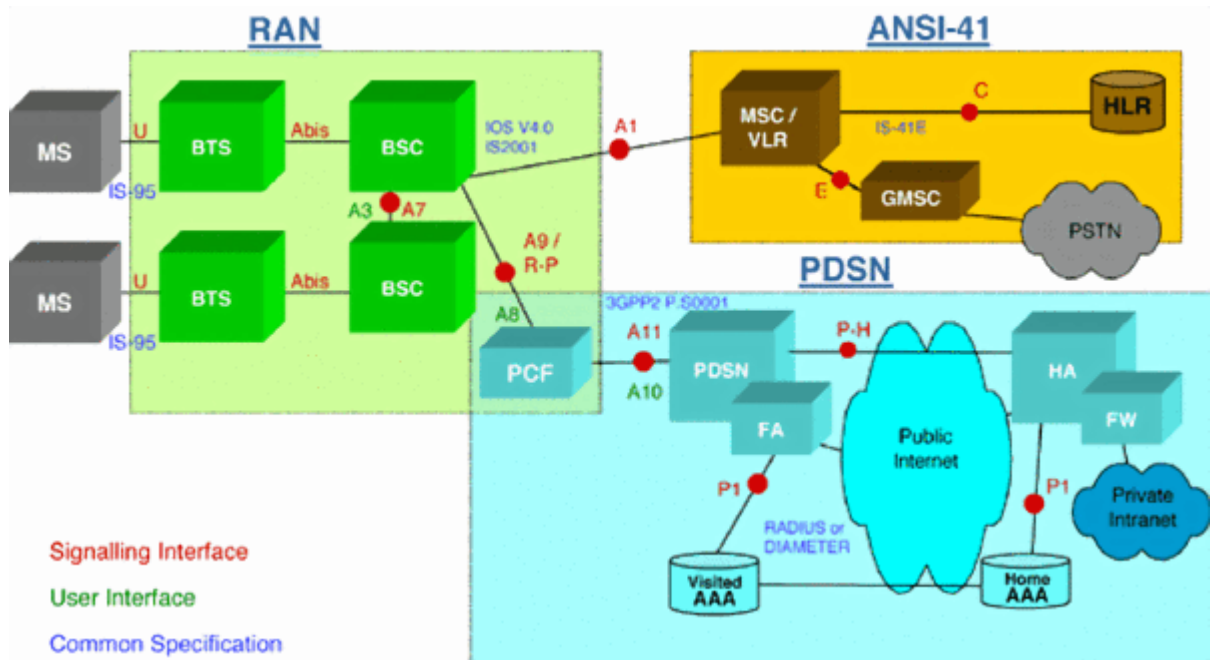 RAN
ANSI-41
MS
U
IS-95
BTS
Abis
BSC
IOS V4.0
IS2001
A1
MSC /
VLR
C
IS-41E
HLR
E
GMSC
PSTN
A3
A7
A9 /
R-P
MS
U
IS-95
BTS
Abis
BSC
A8
PCF
PDSN
3GPP2 P.S0001
A11
A10
PDSN
FA
P-H
Public
Internet
HA
FW
P1
P1
Private
Intranet
RADIUS or
DIAMETER
Visited
AAA
Home
AAA
Signalling Interface
User Interface
Common Specification